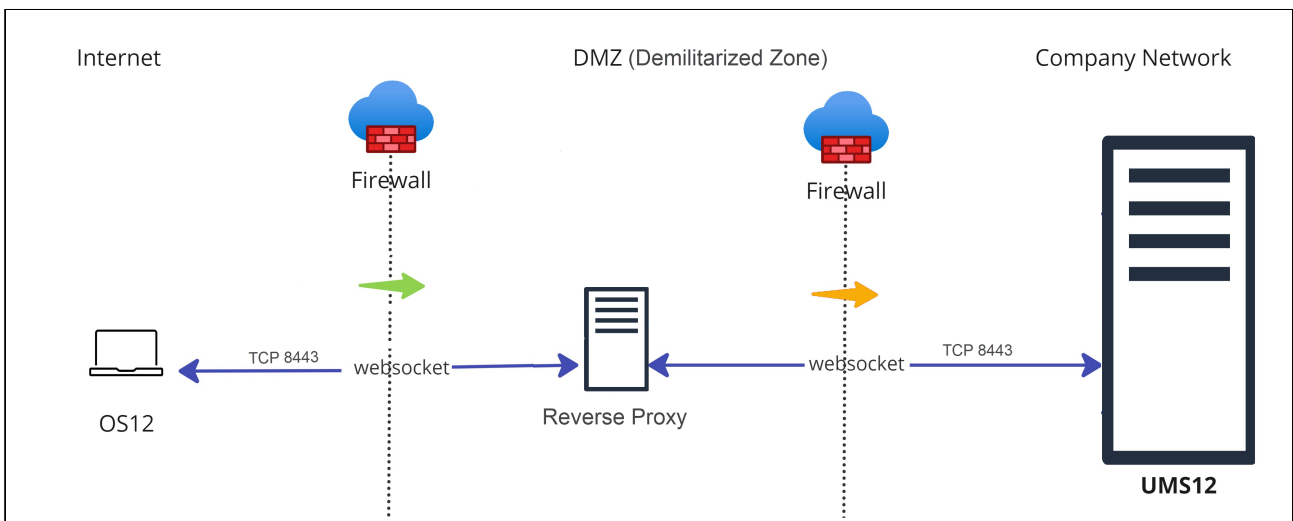 Internet
DMZ (Demilitarized Zone)
Company Network
Firewall
Firewall
TCP 8443
websocket
websocket
TCP 8443
OS12
Reverse Proxy
UMS12